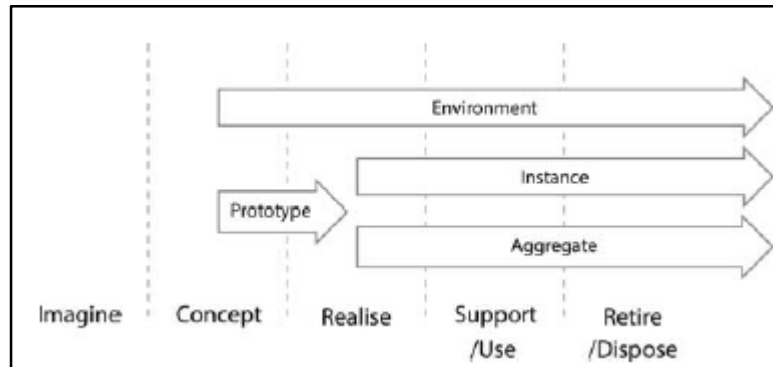 Environment
Instance
Prototype
Aggregate
Imagine Concept Realise Support Retire
/Use /Dispose